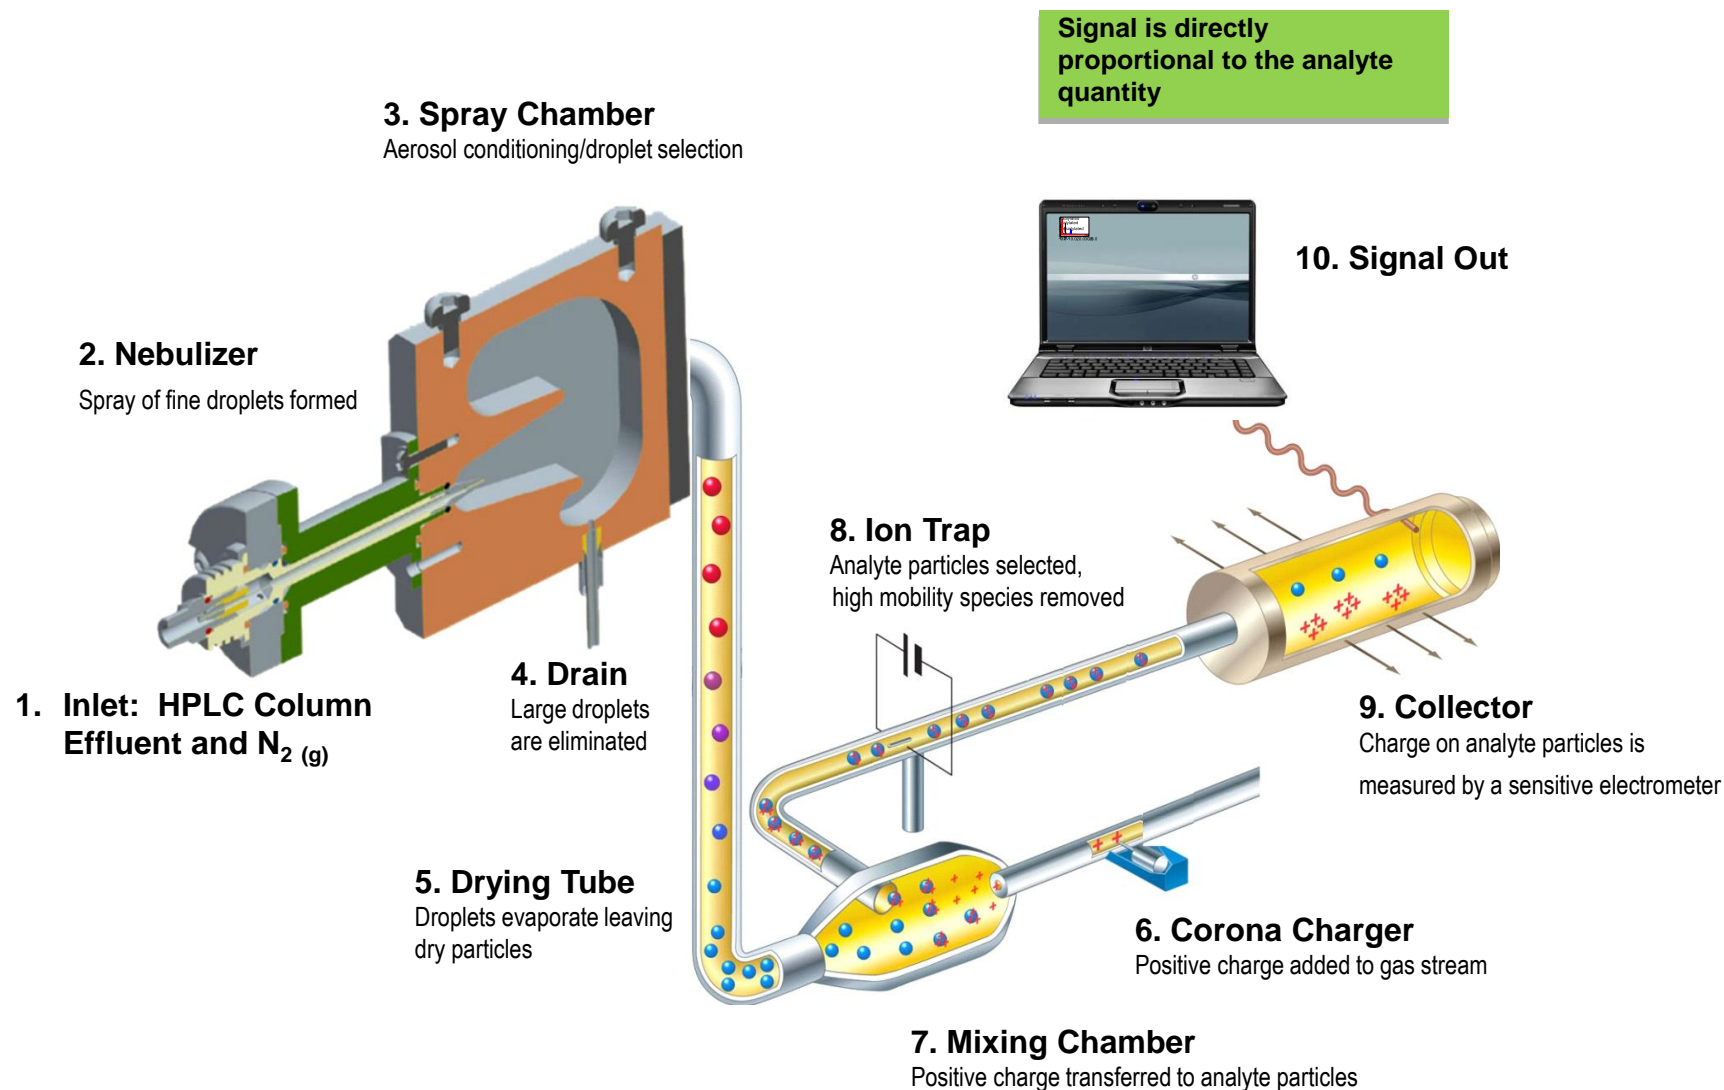 Signal is directly
proportional to the analyte
quantity
3. Spray Chamber
Aerosol conditioning/droplet selection
10. Signal Out
2. Nebulizer
Spray of fine droplets formed
8. Ion Trap
Analyte particles selected,
high mobility species removed
4. Drain
Large droplets
are eliminated
1. Inlet: HPLC Column
Effluent and N2 (g)
9. Collector
Charge on analyte particles is
measured by a sensitive electrometer
5. Drying Tube
Droplets evaporate leaving
dry particles
6. Corona Charger
Positive charge added to gas stream
7. Mixing Chamber
Positive charge transferred to analyte particles